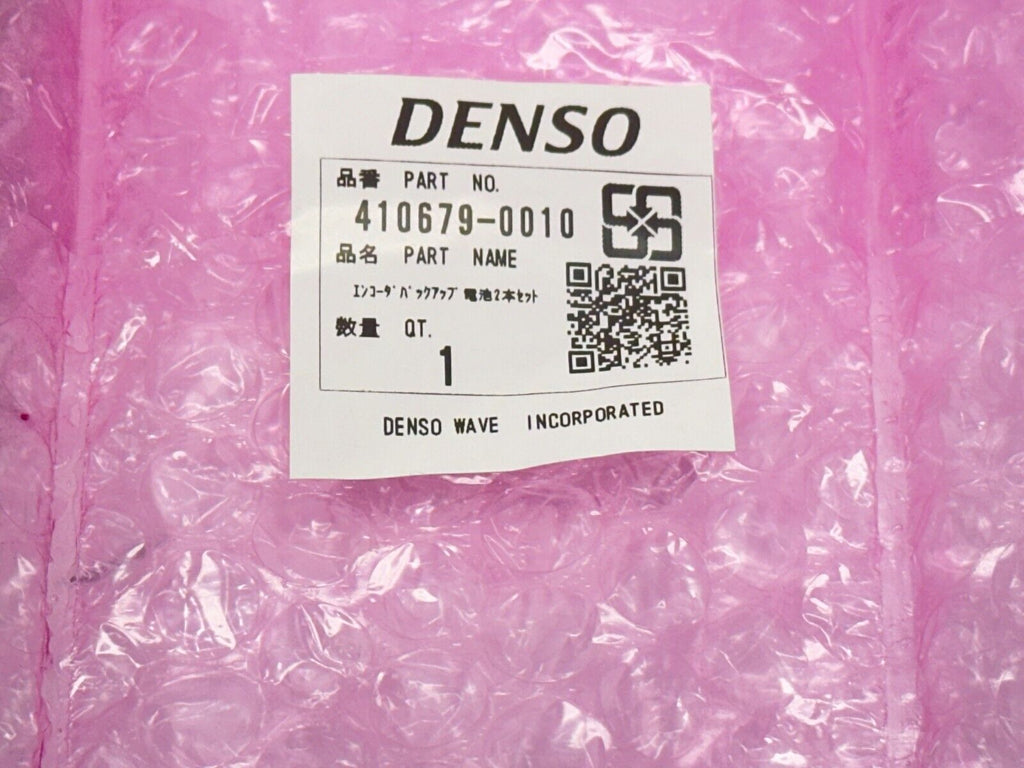 DENSO
品番 PART NO.
410679-0010
品名 PART NAME
ｴﾝｺｰﾀﾞﾊﾞｯｸｱｯﾌﾟ電池2本ｾｯﾄ
数量 QT.
1
DENSO WAVE INCORPORATED